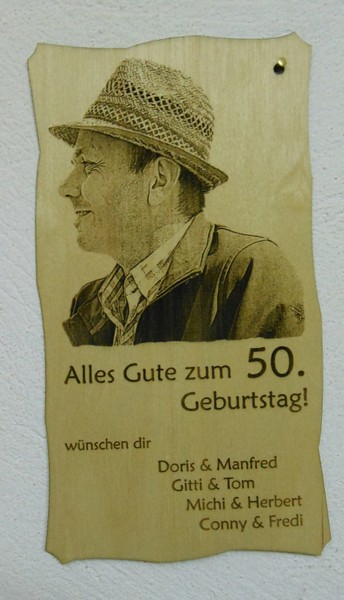 Alles Gute zum 50.
Geburtstag!
wünschen dir
Doris & Manfred
Gitti & Tom
Michi & Herbert
Conny & Fredi